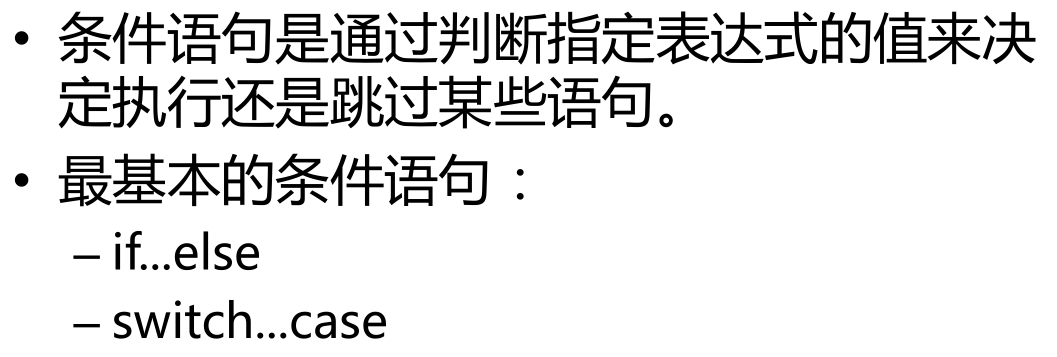 • 条件语句是通过判断指定表达式的值来决
定执行还是跳过某些语句。
• 最基本的条件语句：
– if...else
– switch...case